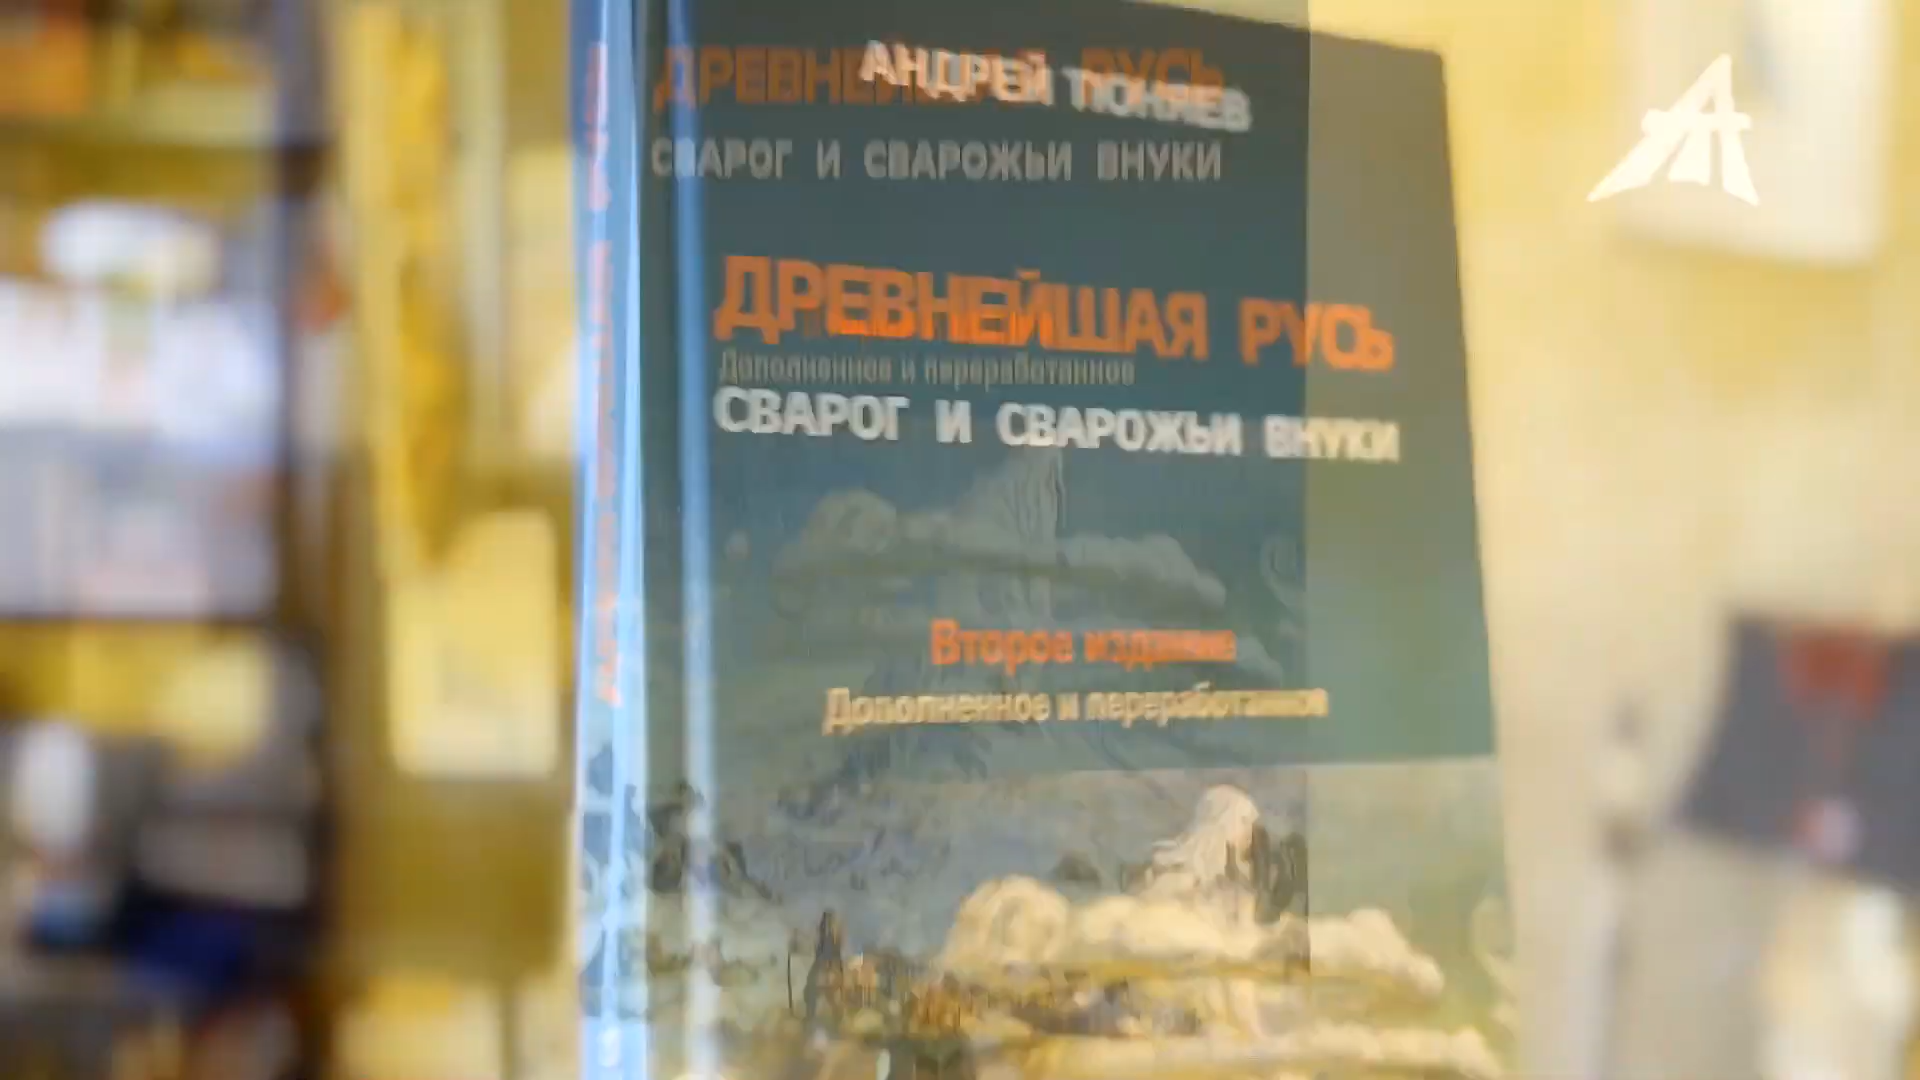 АНДРЕЙ ТЮНЯЕВ
ДРЕВНЕЙШАЯ РУСЬ
СВАРОГ И СВАРОЖЬИ ВНУКИ
ДРЕВНЕЙШАЯ РУСЬ
Дополненное и переработанное
СВАРОГ И СВАРОЖЬИ ВНУКИ
Второе издание
Дополненное и переработанное